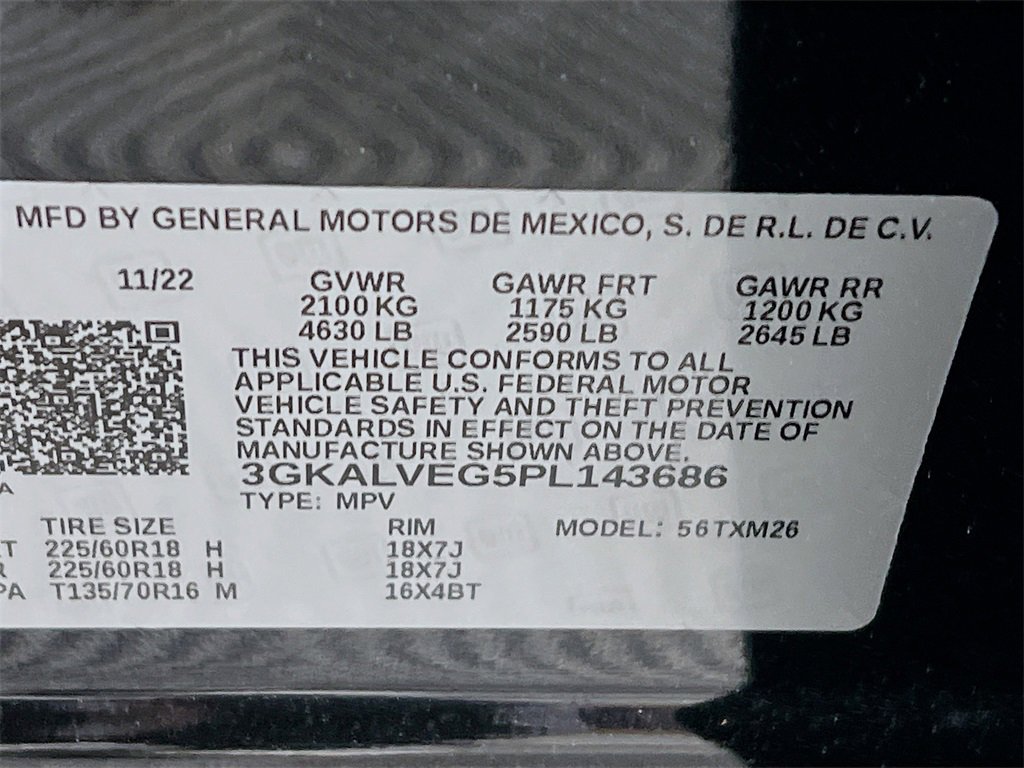 MFD BY GENERAL MOTORS DE MEXICO, S. DE R.L. DE C.V.
11/22 GVWR GAWR FRT GAWR RR
2100 KG 1175 KG 1200 KG
4630 LB 2590 LB 2645 LB
THIS VEHICLE CONFORMS TO ALL
APPLICABLE U.S. FEDERAL MOTOR
VEHICLE SAFETY AND THEFT PREVENTION
STANDARDS IN EFFECT ON THE DATE OF
MANUFACTURE SHOWN ABOVE.
3GKALVEG5PL143686
A TYPE: MPV
TIRE SIZE RIM MODEL: 56TXM26
T 225/60R18 H 18X7J
R 225/60R18 H 18X7J
PA T135/70R16 M 16X4BT